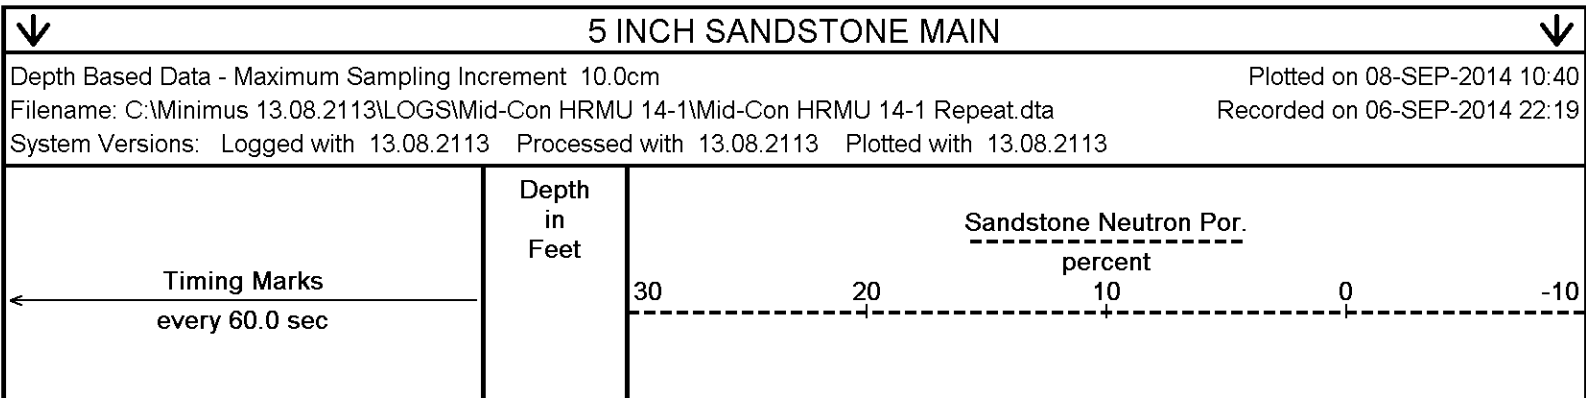 5 INCH SANDSTONE MAIN
Depth Based Data - Maximum Sampling Increment 10.0cm
Plotted on 08-SEP-2014 10:40
Filename: C:\Minimus 13.08.2113\LOGS\Mid-Con HRMU 14-1\Mid-Con HRMU 14-1 Repeat.dta
Recorded on 06-SEP-2014 22:19
System Versions: Logged with 13.08.2113 Processed with 13.08.2113 Plotted with 13.08.2113
Timing Marks
every 60.0 sec
Depth
in
Feet
Sandstone Neutron Por.
percent
30 20 10 0 -10